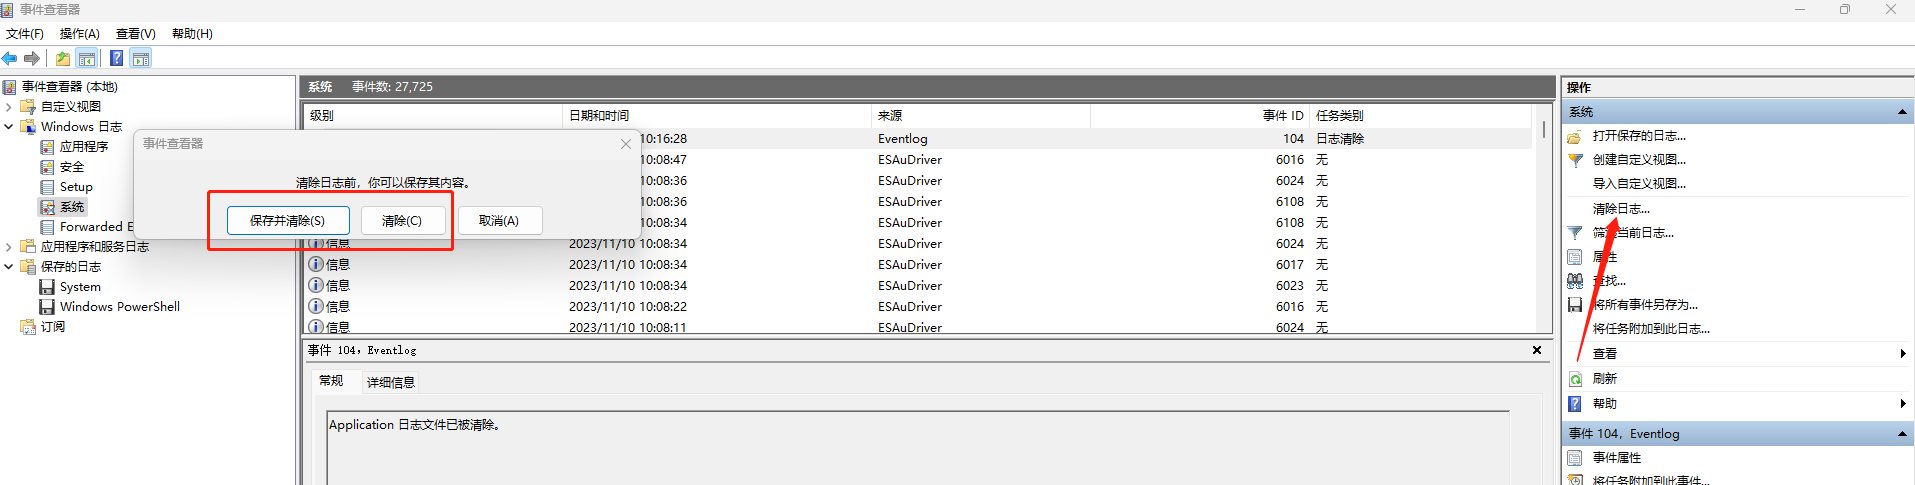 事件查看器
文件(F) 操作(A) 查看(V) 帮助(H)
事件查看器 (本地)
自定义视图
Windows 日志
应用程序
安全
Setup
系统
Forwarded E
应用程序和服务日志
保存的日志
System
Windows PowerShell
订阅
系统 事件数: 27,725
级别 日期和时间 来源 事件 ID 任务类别
10:16:28 Eventlog 104 日志清除
10:08:47 ESAuDriver 6016 无
10:08:36 ESAuDriver 6024 无
10:08:36 ESAuDriver 6108 无
10:08:34 ESAuDriver 6108 无
信息 2023/11/10 10:08:34 ESAuDriver 6024 无
信息 2023/11/10 10:08:34 ESAuDriver 6017 无
信息 2023/11/10 10:08:34 ESAuDriver 6023 无
信息 2023/11/10 10:08:22 ESAuDriver 6016 无
信息 2023/11/10 10:08:11 ESAuDriver 6024 无
事件查看器
清除日志前，你可以保存其内容。
保存并清除(S) 清除(C) 取消(A)
事件 104，Eventlog
常规 详细信息
Application 日志文件已被清除。
操作
系统
打开保存的日志...
创建自定义视图...
导入自定义视图...
清除日志...
筛选当前日志...
属性
查找...
将所有事件另存为...
将任务附加到此日志...
查看
刷新
帮助
事件 104，Eventlog
事件属性
将任务附加到此事件...